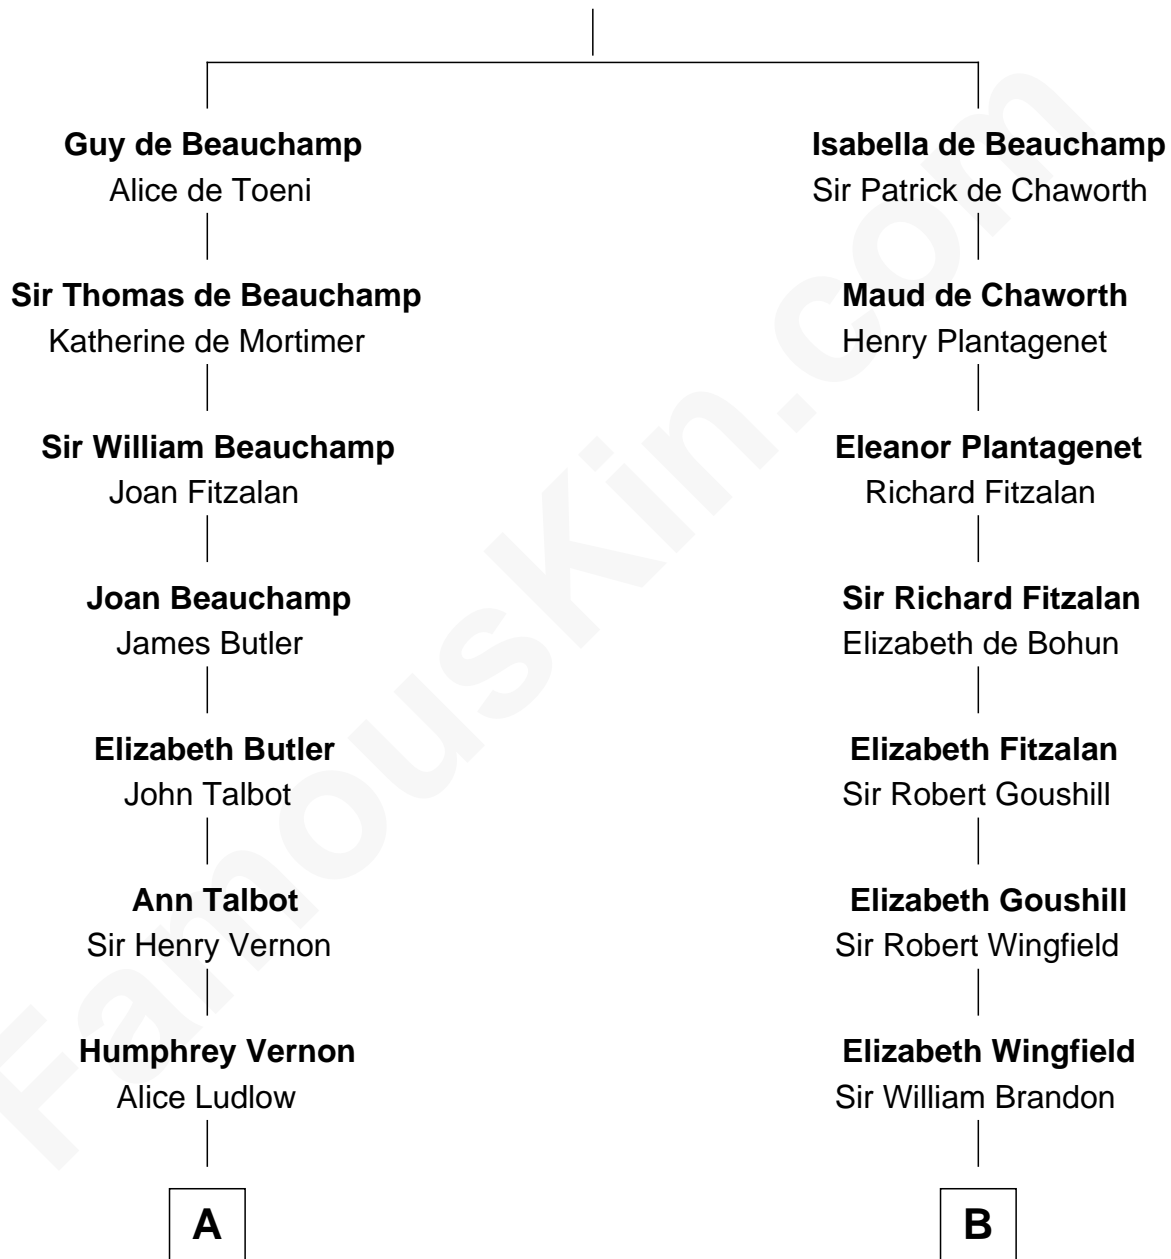 Guy de Beauchamp
Alice de Toeni
Sir Thomas de Beauchamp
Katherine de Mortimer
Sir William Beauchamp
Joan Fitzalan
Joan Beauchamp
James Butler
Elizabeth Butler
John Talbot
Ann Talbot
Sir Henry Vernon
Humphrey Vernon
Alice Ludlow
A
Isabella de Beauchamp
Sir Patrick de Chaworth
Maud de Chaworth
Henry Plantagenet
Eleanor Plantagenet
Richard Fitzalan
Sir Richard Fitzalan
Elizabeth de Bohun
Elizabeth Fitzalan
Sir Robert Goushill
Elizabeth Goushill
Sir Robert Wingfield
Elizabeth Wingfield
Sir William Brandon
B
FamousKin.com